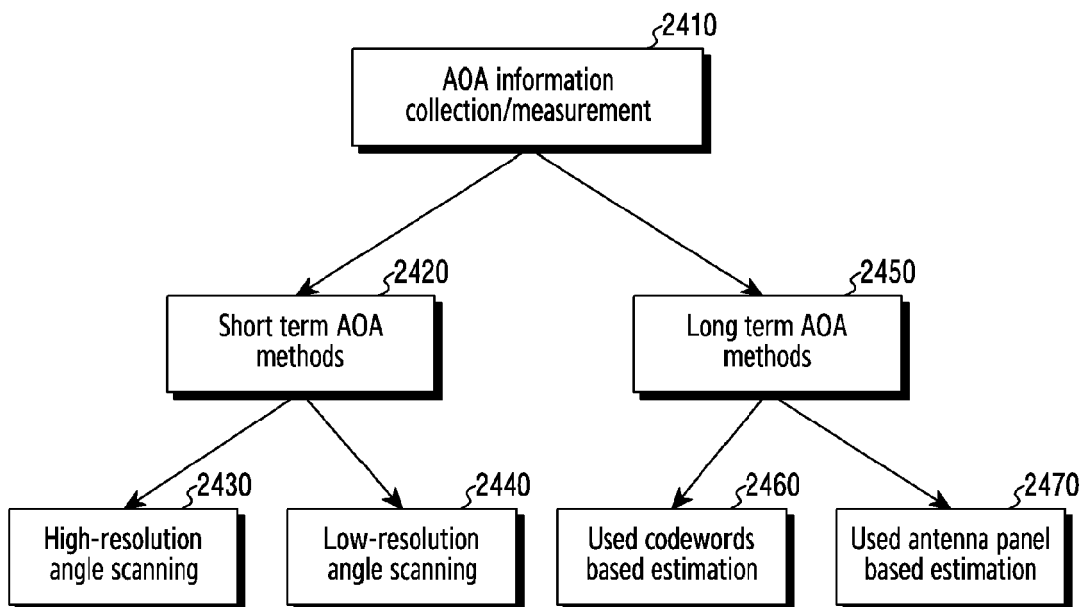 2410
AOA information
collection/measurement
2420
Short term AOA
methods
2450
Long term AOA
methods
2430
High-resolution
angle scanning
2440
Low-resolution
angle scanning
2460
Used codewords
based estimation
2470
Used antenna panel
based estimation